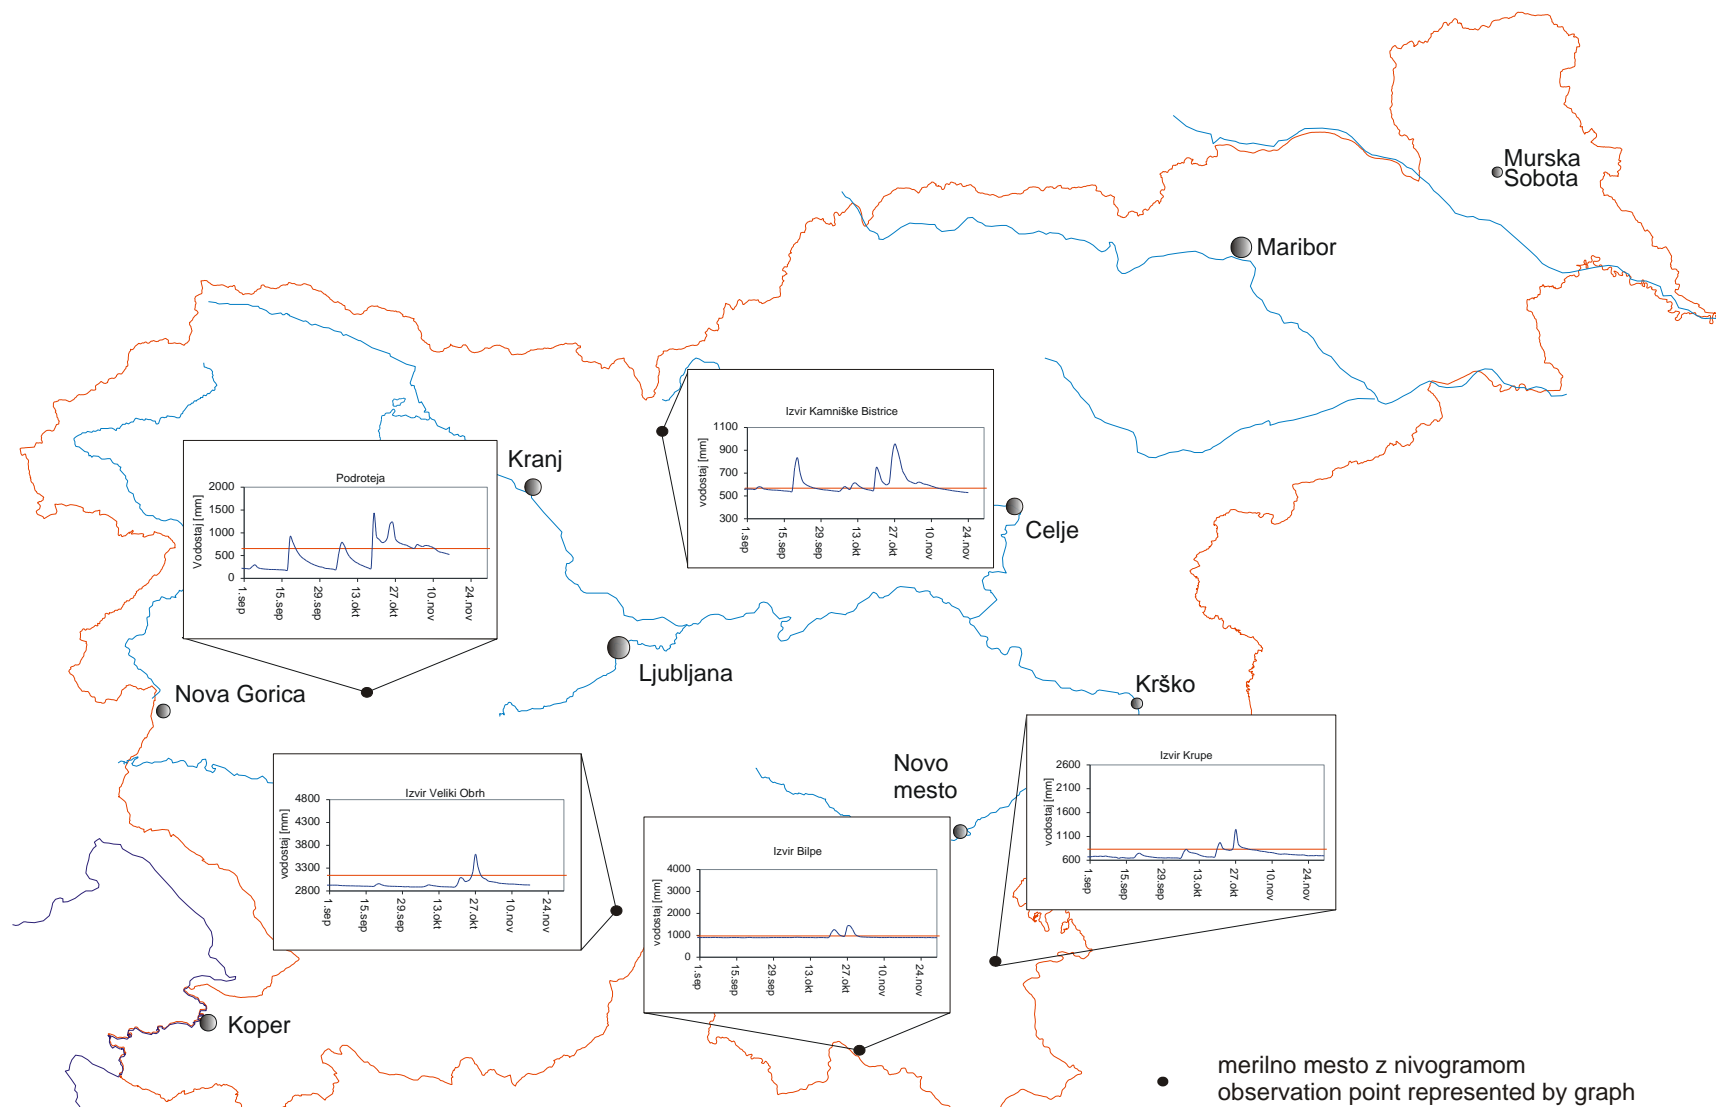 Murska
Sobota
Maribor
Kranj
Celje
Ljubljana
Nova Gorica
Krško
Novo
mesto
Koper
Izvir Kamniške Bistrice
vodostaj [mm]
1100
900
700
500
300
1.sep
15.sep
29.sep
13.okt
27.okt
10.nov
24.nov
Podroteja
Vodostaj [mm]
2000
1500
1000
500
0
1.sep
15.sep
29.sep
13.okt
27.okt
10.nov
24.nov
Izvir Veliki Obrh
vodostaj [mm]
4800
4300
3800
3300
2800
1.sep
15.sep
29.sep
13.okt
27.okt
10.nov
24.nov
Izvir Bilpe
vodostaj [mm]
4000
3000
2000
1000
0
1.sep
15.sep
29.sep
13.okt
27.okt
10.nov
24.nov
Izvir Krupe
vodostaj [mm]
2600
2100
1600
1100
600
1.sep
15.sep
29.sep
13.okt
27.okt
10.nov
24.nov
merilno mesto z nivogramom
observation point represented by graph